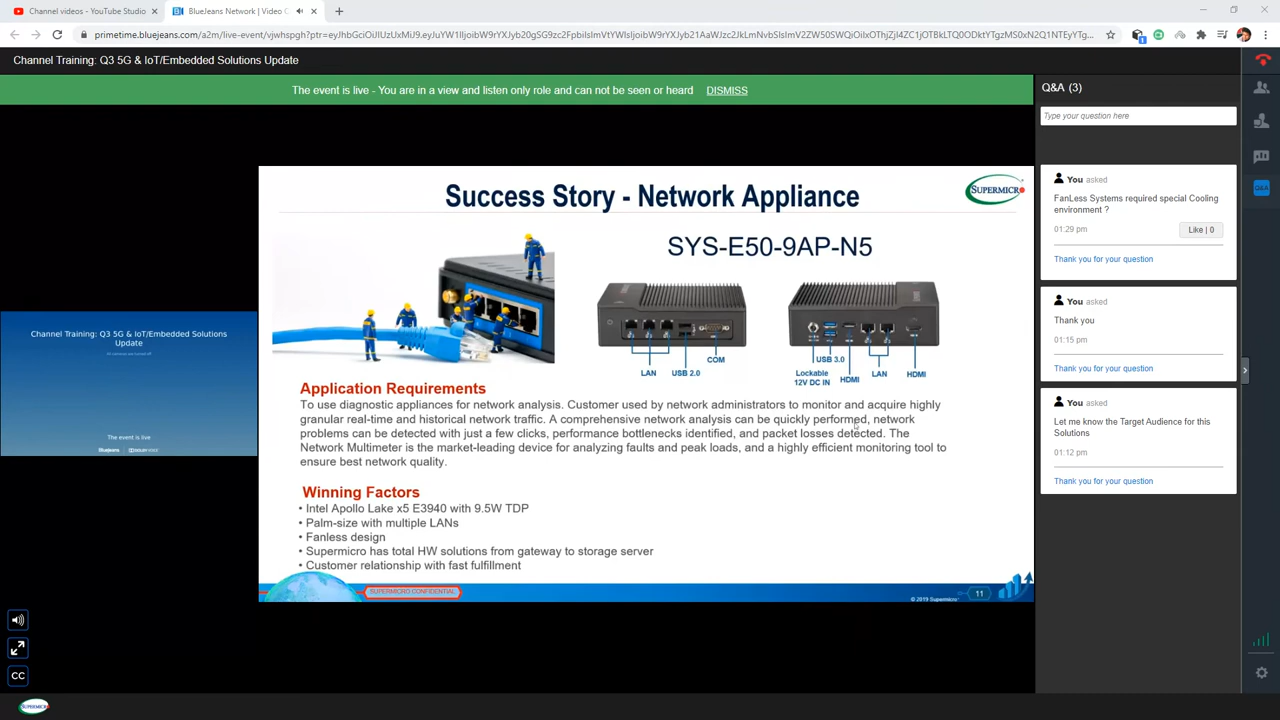 Channel videos - YouTube Studio
BlueJeans Network | Video C
Channel Training: Q3 5G & IoT/Embedded Solutions Update
The event is live - You are in a view and listen only role and can not be seen or heard DISMISS
Channel Training: Q3 5G & IoT/Embedded Solutions
Update
The event is live
BlueJeans
Success Story - Network Appliance
SUPERMICRO
SYS-E50-9AP-N5
LAN
USB 2.0
COM
Lockable
12V DC IN
USB 3.0
HDMI
LAN
HDMI
Application Requirements
To use diagnostic appliances for network analysis. Customer used by network administrators to monitor and acquire highly
granular real-time and historical network traffic. A comprehensive network analysis can be quickly performed, network
problems can be detected with just a few clicks, performance bottlenecks identified, and packet losses detected. The
Network Multimeter is the market-leading device for analyzing faults and peak loads, and a highly efficient monitoring tool to
ensure best network quality.
Winning Factors
• Intel Apollo Lake x5 E3940 with 9.5W TDP
• Palm-size with multiple LANs
• Fanless design
• Supermicro has total HW solutions from gateway to storage server
• Customer relationship with fast fulfillment
SUPERMICRO CONFIDENTIAL
© 2019 Supermicro
11
Q&A (3)
Type your question here
You asked
FanLess Systems required special Cooling
environment ?
01:29 pm
Like | 0
Thank you for your question
You asked
Thank you
01:15 pm
Thank you for your question
You asked
Let me know the Target Audience for this
Solutions
01:12 pm
Thank you for your question
Q&A
CC
SUPERMICRO